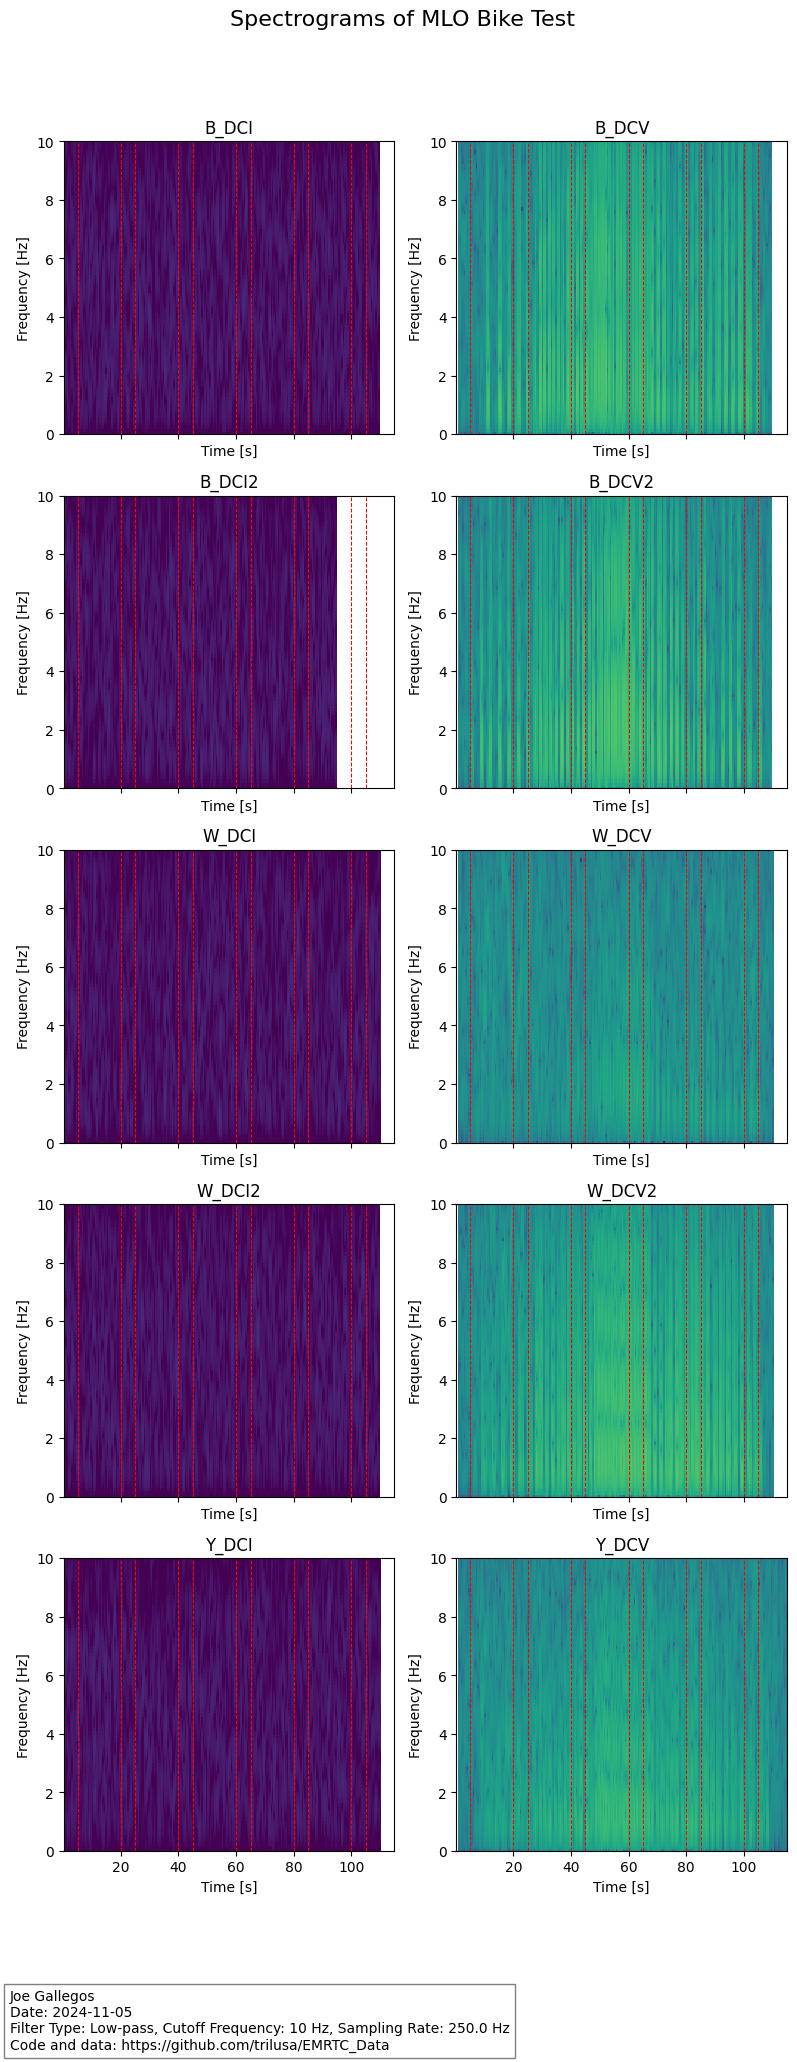 Spectrograms of MLO Bike Test
B_DCI
10
8
6
4
2
0
Frequency [Hz]
Time [s]
B_DCV
10
8
6
4
2
0
Frequency [Hz]
Time [s]
B_DCI2
10
8
6
4
2
0
Frequency [Hz]
Time [s]
B_DCV2
10
8
6
4
2
0
Frequency [Hz]
Time [s]
W_DCI
10
8
6
4
2
0
Frequency [Hz]
Time [s]
W_DCV
10
8
6
4
2
0
Frequency [Hz]
Time [s]
W_DCI2
10
8
6
4
2
0
Frequency [Hz]
Time [s]
W_DCV2
10
8
6
4
2
0
Frequency [Hz]
Time [s]
Y_DCI
10
8
6
4
2
0
Frequency [Hz]
20 40 60 80 100
Time [s]
Y_DCV
10
8
6
4
2
0
Frequency [Hz]
20 40 60 80 100
Time [s]
Joe Gallegos
Date: 2024-11-05
Filter Type: Low-pass, Cutoff Frequency: 10 Hz, Sampling Rate: 250.0 Hz
Code and data: https://github.com/trilusa/EMRTC_Data